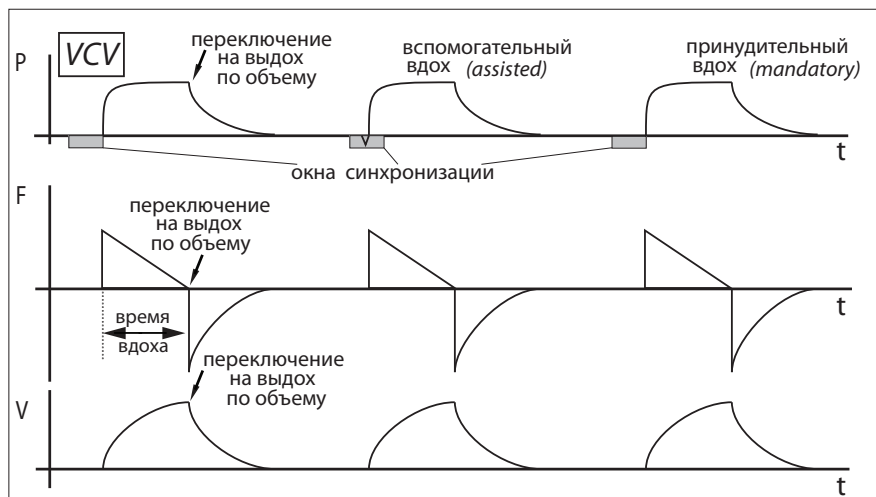 VCV
P
переключение
на выдох
по объему
вспомогательный
вдох (assisted)
принудительный
вдох (mandatory)
t
окна синхронизации
F
переключение
на выдох
по объему
t
время
вдоха
переключение
на выдох
по объему
V
t